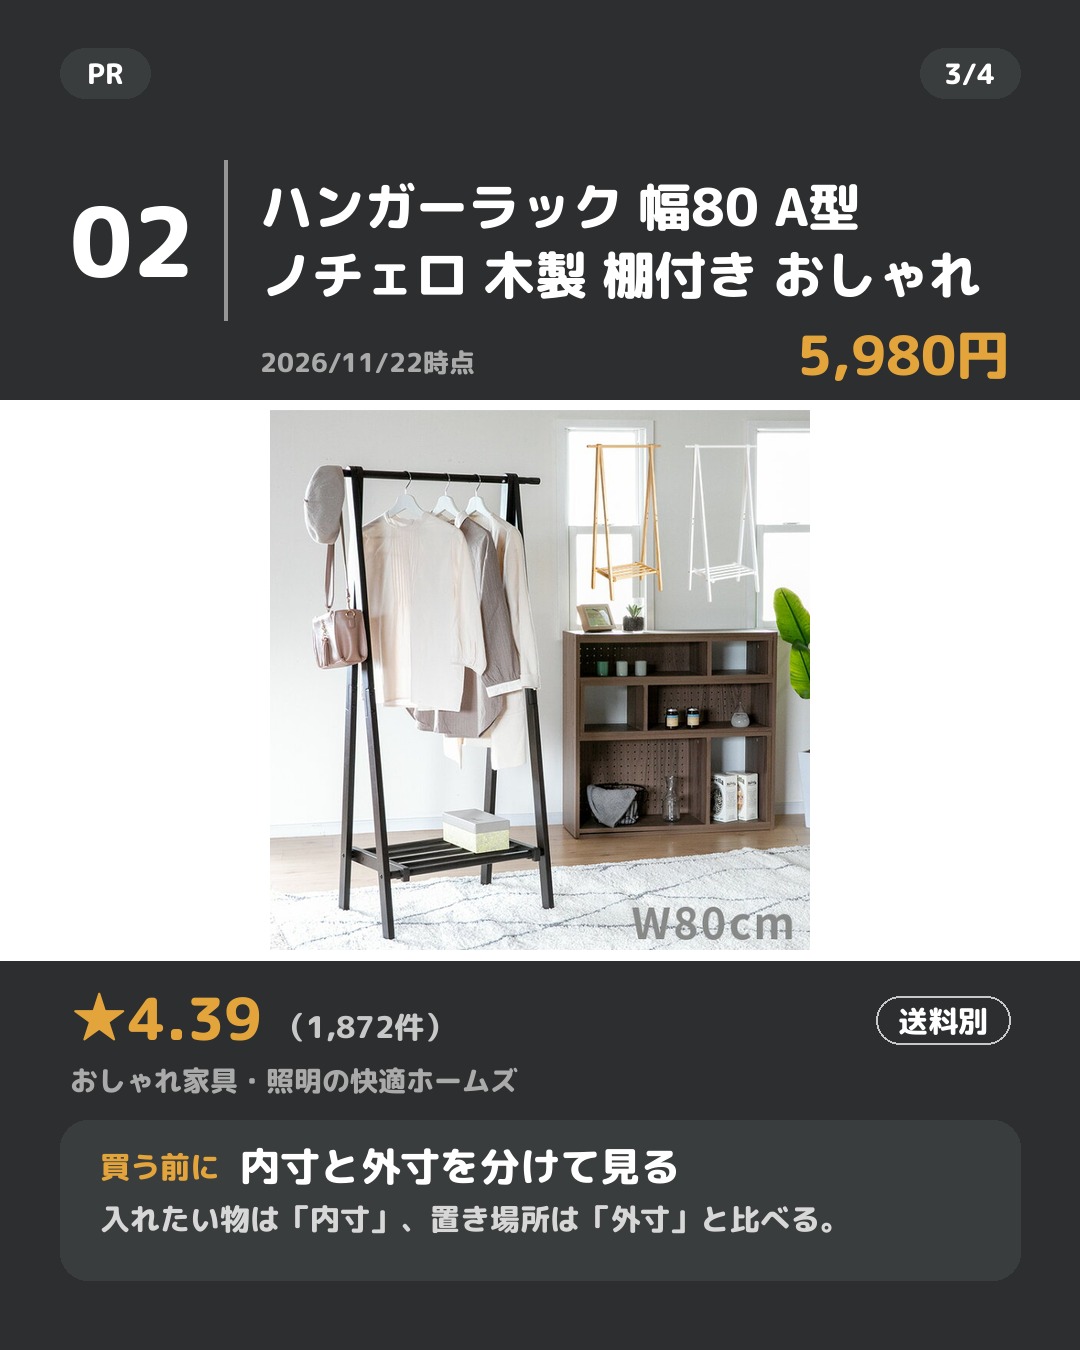 PR
3/4
02
ハンガーラック 幅80 A型
ノチェロ 木製 棚付き おしゃれ
2026/11/22時点
5,980円
W80cm
★4.39 (1,872件)
送料別
おしゃれ家具・照明の快適ホームズ
買う前に 内寸と外寸を分けて見る
入れたい物は「内寸」、置き場所は「外寸」と比べる。